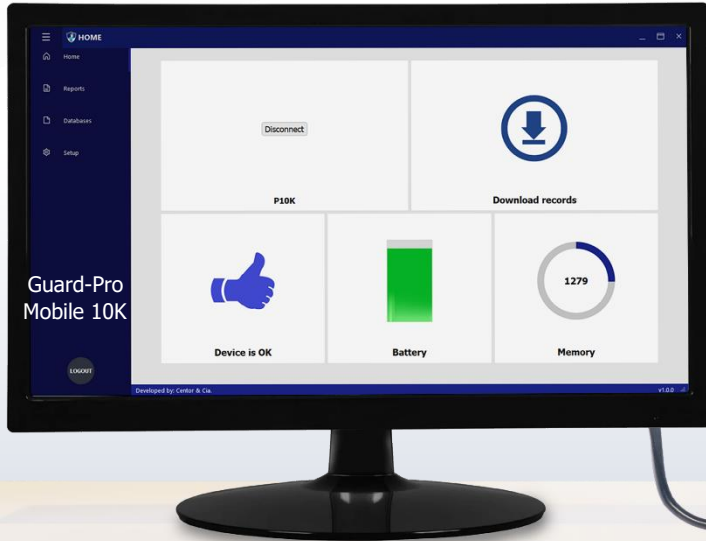 HOME
Home
Reports
Databases
Setup
Guard-Pro
Mobile 10K
LOGOUT
Disconnect
P10K
Download records
Device is OK
Battery
1279
Memory
Developed by: Centor & Cia.
v1.0.0